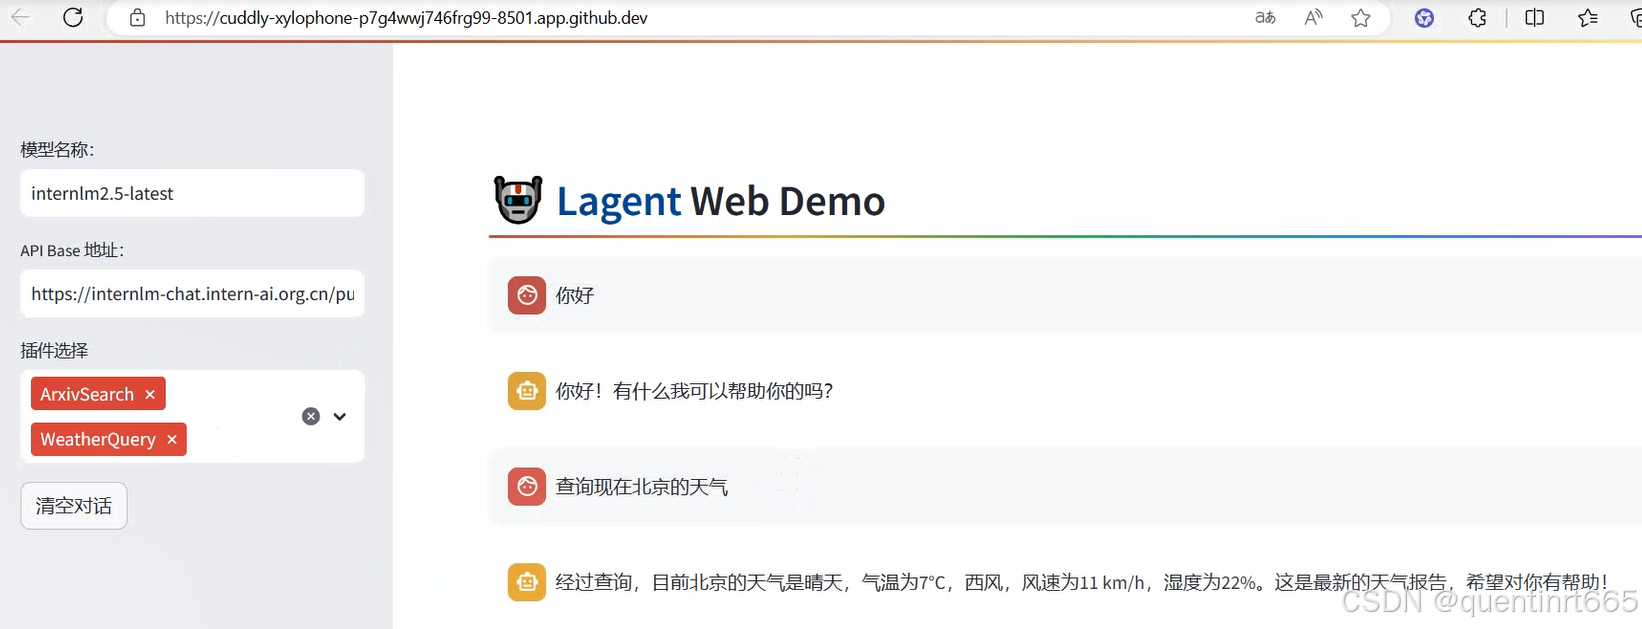 https://cuddly-xylophone-p7g4wwj746frg99-8501.app.github.dev
模型名称：
internlm2.5-latest
API Base 地址：
https://internlm-chat.intern-ai.org.cn/pu
插件选择
ArxivSearch ×
WeatherQuery ×
清空对话
Lagent Web Demo
你好
你好！有什么我可以帮助你的吗？
查询现在北京的天气
经过查询，目前北京的天气是晴天，气温为7°C，西风，风速为11 km/h，湿度为22%。这是最新的天气报告，希望对你有帮助！
CSDN @quentinrt665